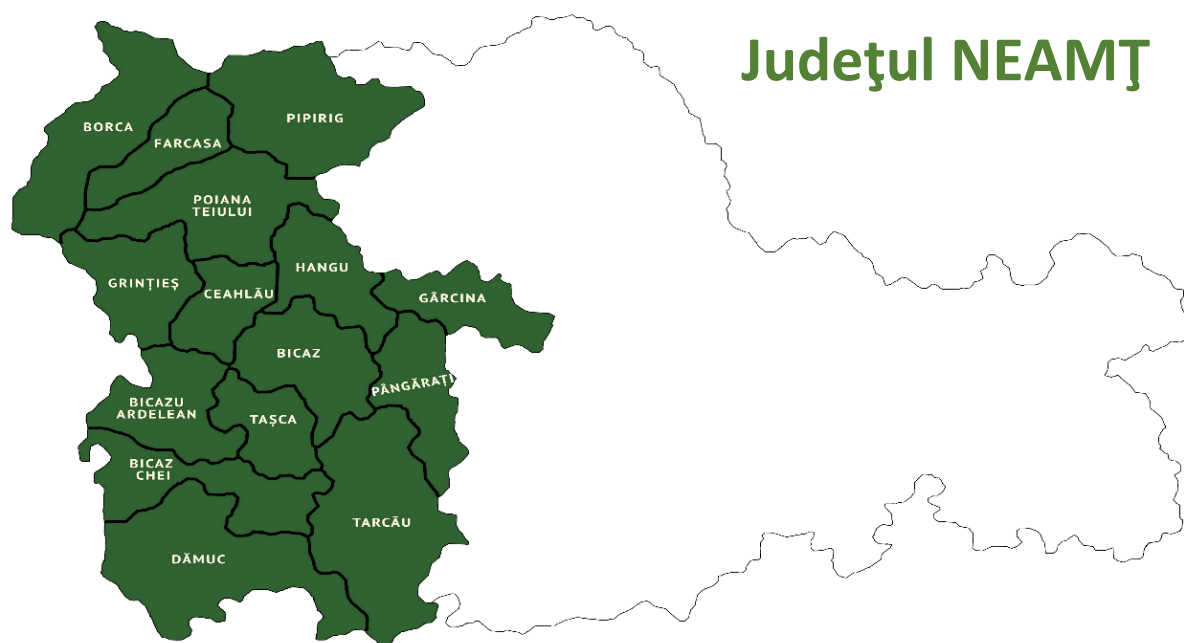 Judeţul NEAMŢ
BORCA
PIPIRIG
FARCASA
POIANA
TEIULUI
HANGU
GRINȚIEȘ
CEAHLĂU
GÂRCINA
BICAZ
PÂNGĂRAȚI
BICAZU
ARDELEAN
TAȘCA
BICAZ
CHEI
TARCĂU
DĂMUC